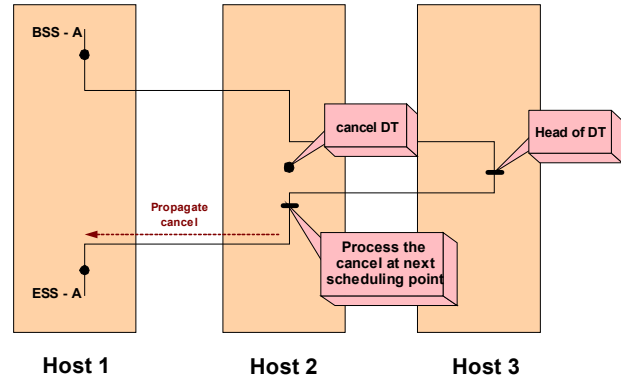 BSS - A
cancel DT
Head of DT
Propagate
cancel
Process the
cancel at next
scheduling point
ESS - A
Host 1
Host 2
Host 3